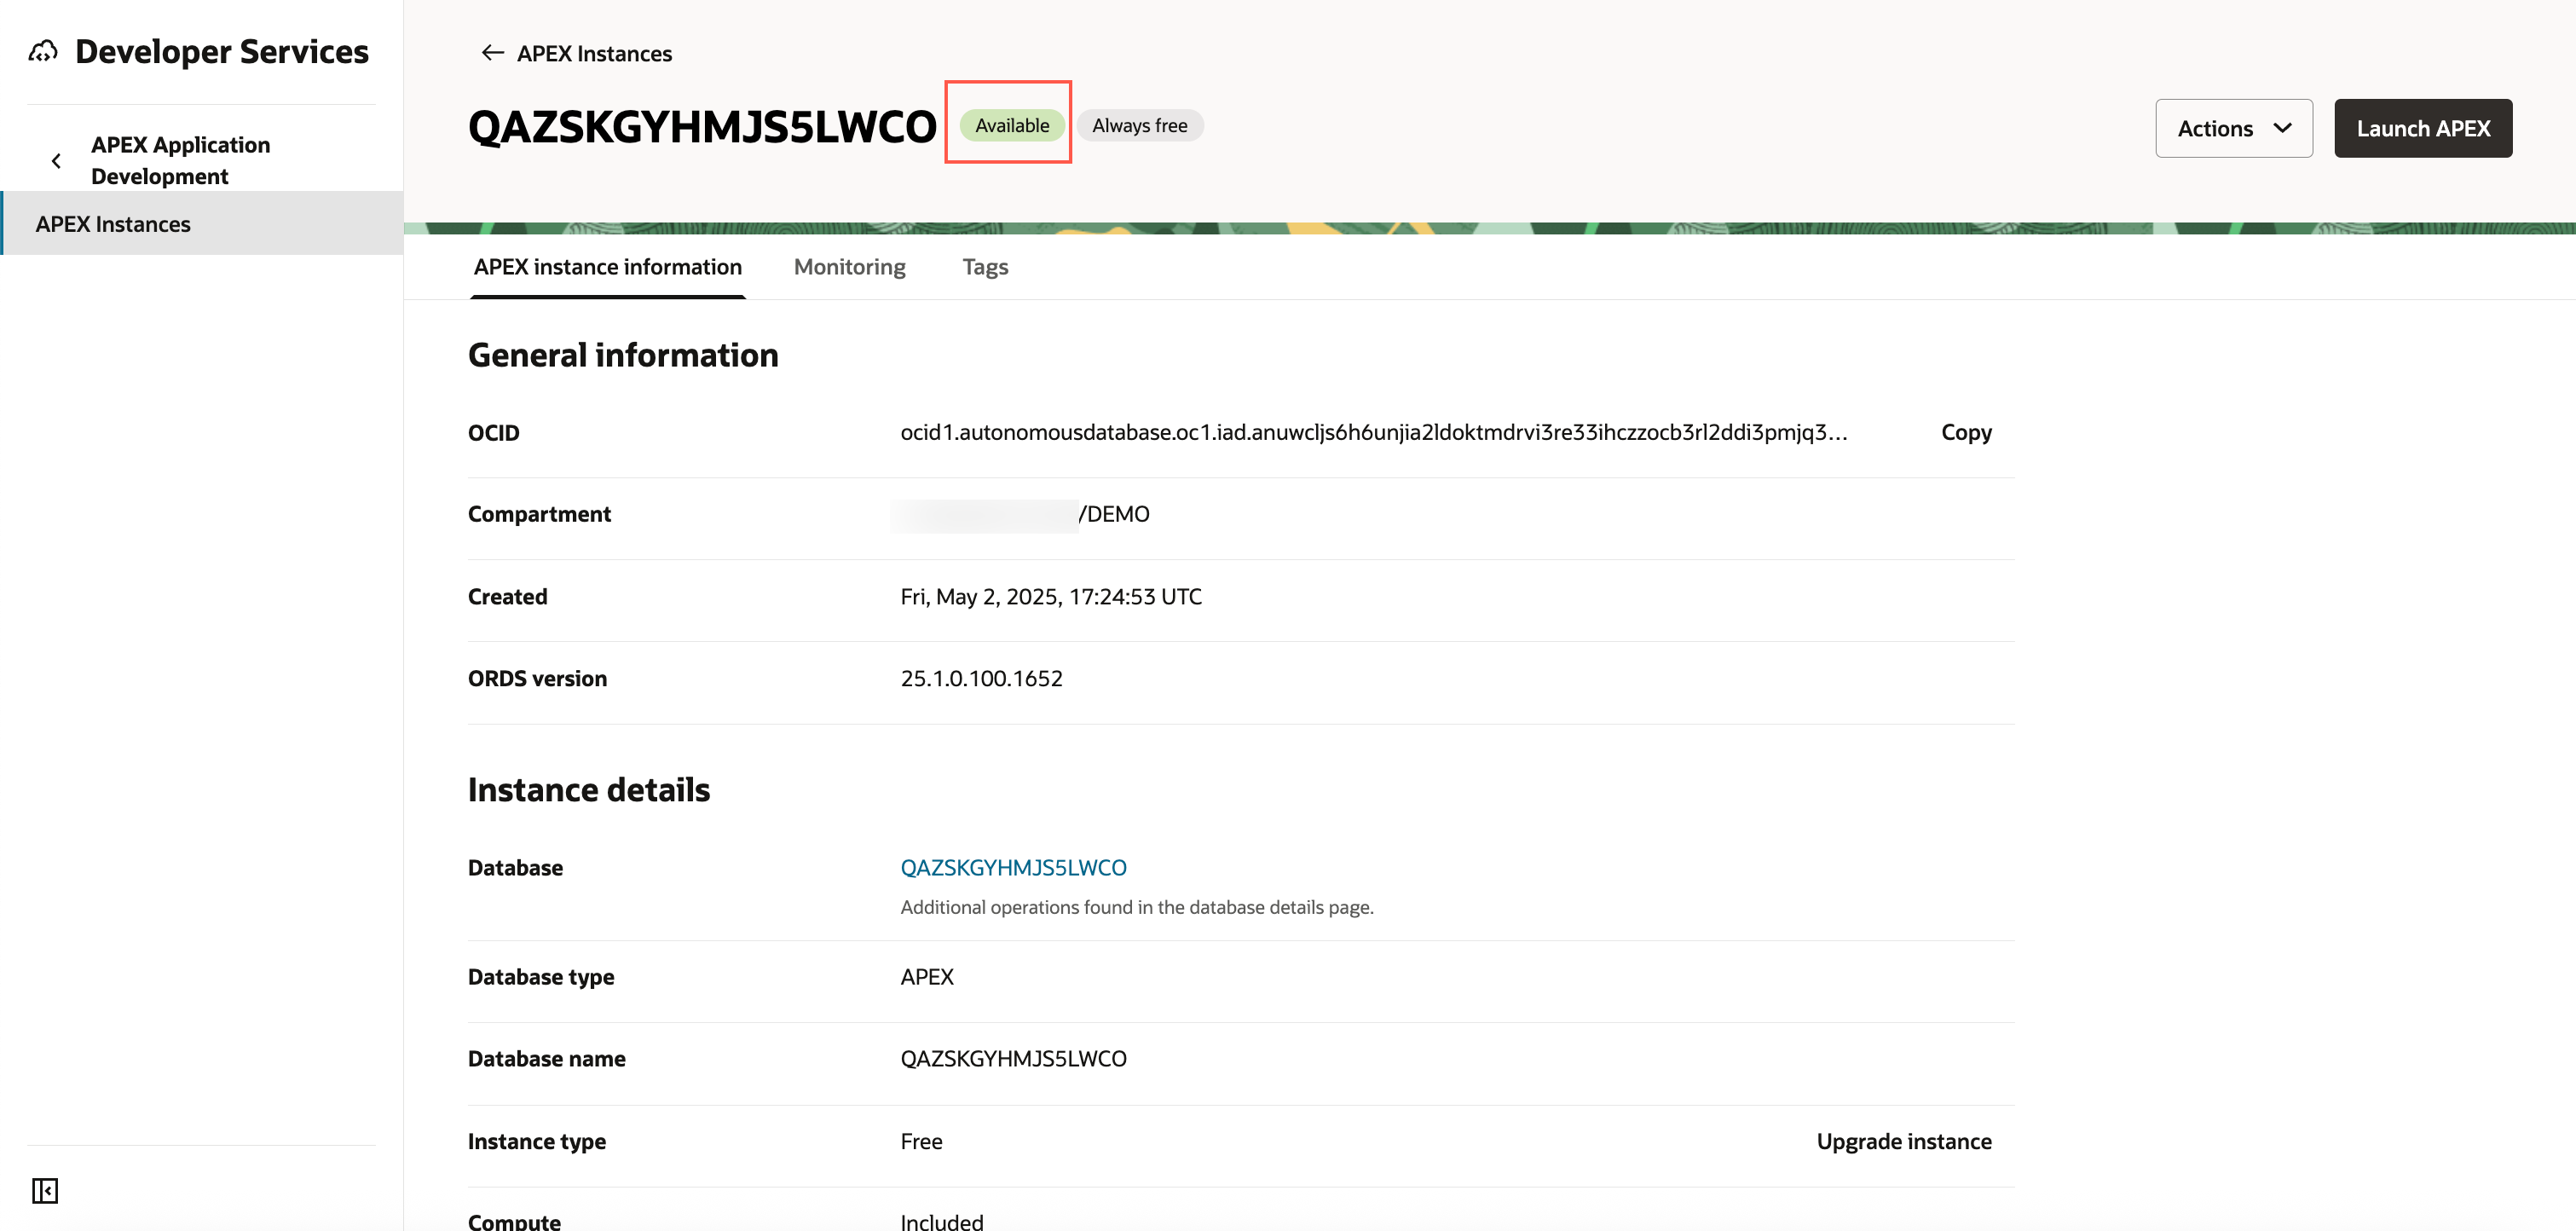 Developer Services
APEX Application
Development
APEX Instances
APEX Instances
QAZSKGYHMJS5LWCO Available Always free
Actions
Launch APEX
APEX instance information Monitoring Tags
General information
OCID ocid1.autonomousdatabase.oc1.iad.anuwcljs6h6unjia2ldoktmdrvi3re33ihczzocb3rl2ddi3pmjq3... Copy
Compartment /DEMO
Created Fri, May 2, 2025, 17:24:53 UTC
ORDS version 25.1.0.100.1652
Instance details
Database QAZSKGYHMJS5LWCO
Additional operations found in the database details page.
Database type APEX
Database name QAZSKGYHMJS5LWCO
Instance type Free Upgrade instance
Compute Included